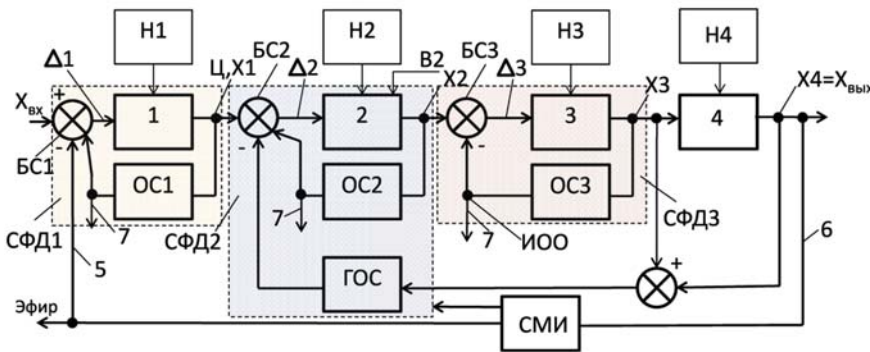 Н1
Н2
Н3
Н4
Δ1
Ц,Х1
БС2
Δ2
В2
Х2
БС3
Δ3
Х3
Х4=Хвых
Хвх
+
1
2
3
4
-
-
-
БС1
ОС1
ОС2
ОС3
СФД1
7
СФД2
7
7
ИОО
СФД3
6
5
ГОС
+
Эфир
СМИ